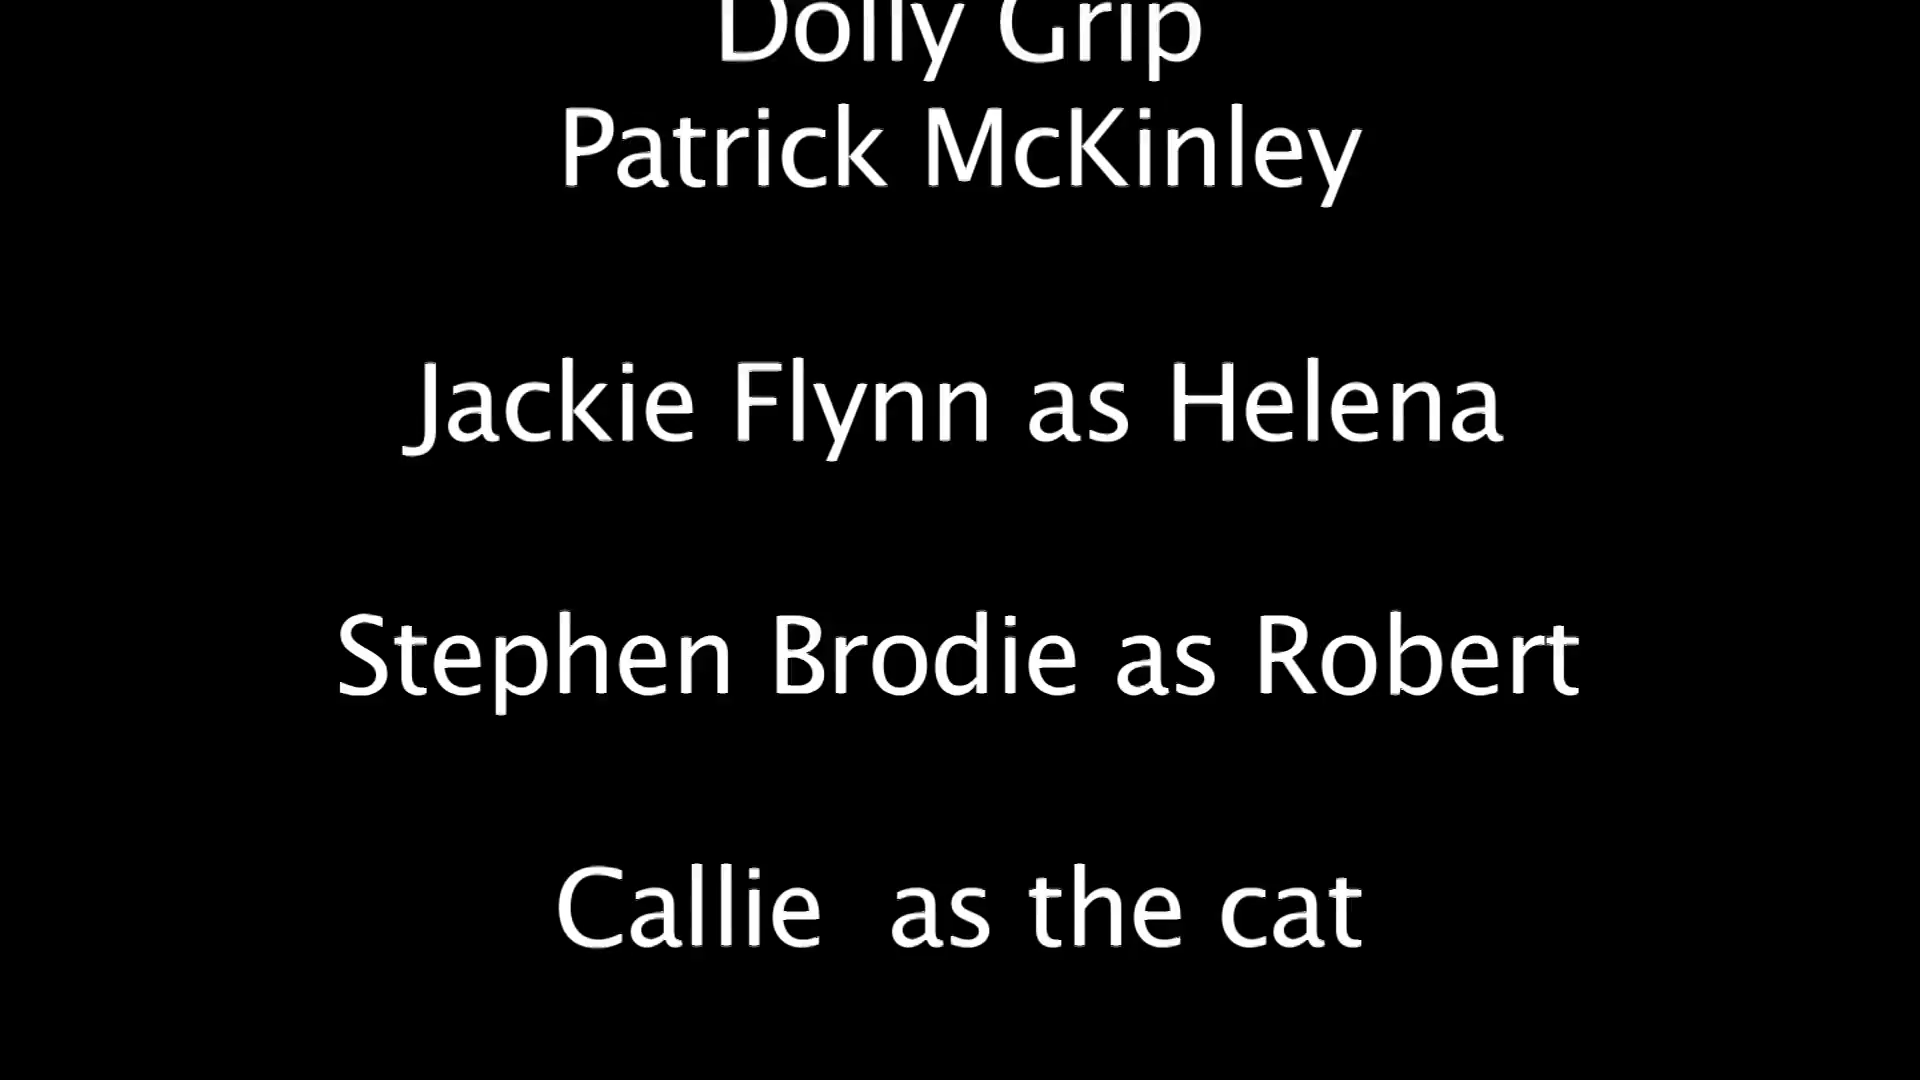 Dolly Grip
Patrick McKinley
Jackie Flynn as Helena
Stephen Brodie as Robert
Callie  as the cat